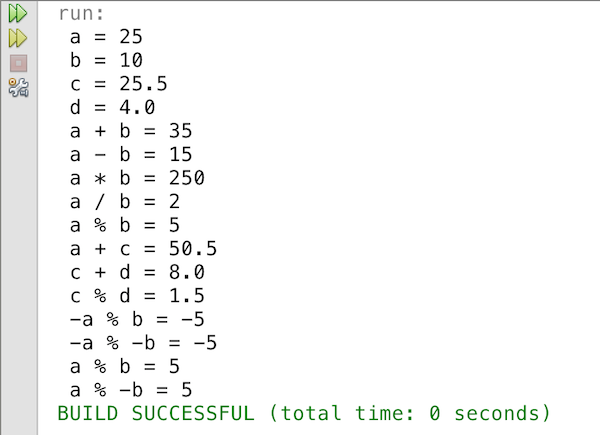 run:
a = 25
b = 10
c = 25.5
d = 4.0
a + b = 35
a - b = 15
a * b = 250
a / b = 2
a % b = 5
a + c = 50.5
c + d = 8.0
c % d = 1.5
-a % b = -5
-a % -b = -5
a % b = 5
a % -b = 5
BUILD SUCCESSFUL (total time: 0 seconds)